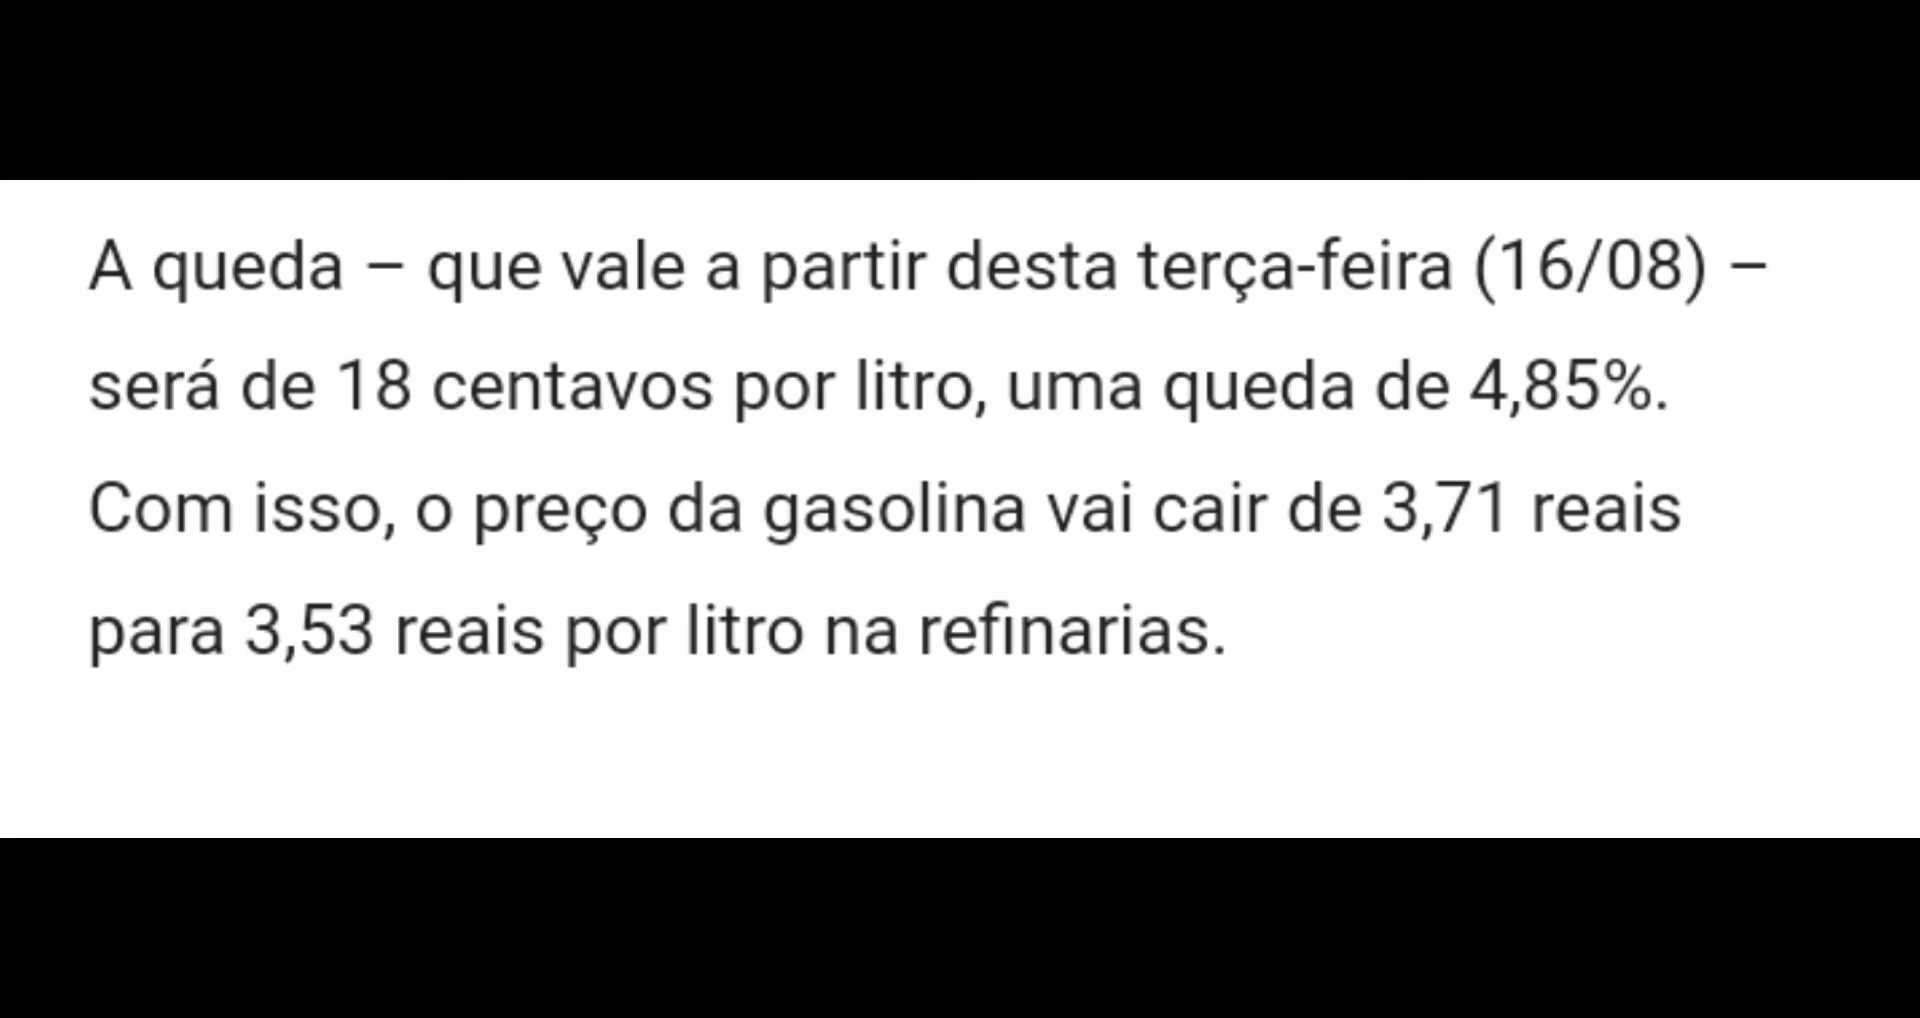 A queda – que vale a partir desta terça-feira (16/08) –
será de 18 centavos por litro, uma queda de 4,85%.
Com isso, o preço da gasolina vai cair de 3,71 reais
para 3,53 reais por litro na refinarias.